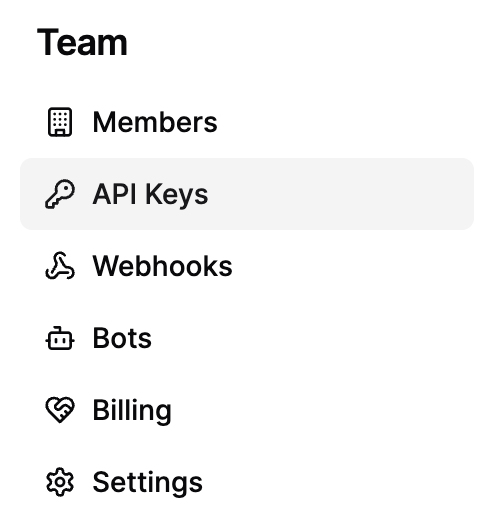 Team
Members
API Keys
Webhooks
Bots
Billing
Settings